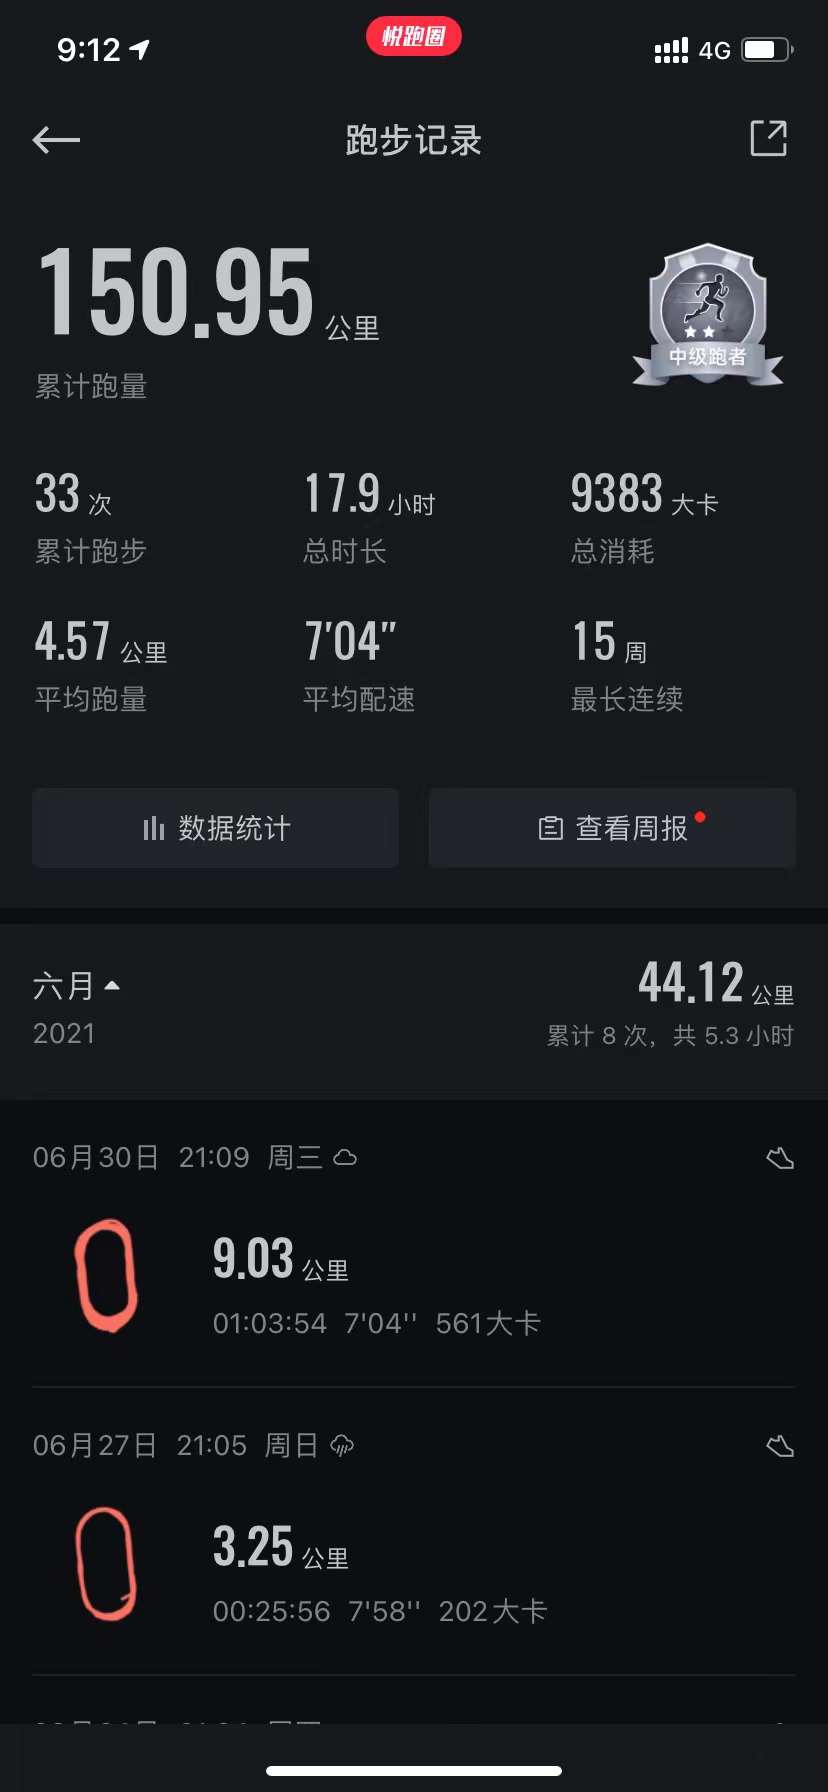 9:12
悦跑圈
4G
跑步记录
150.95 公里
累计跑量
中级跑者
33 次
17.9 小时
9383 大卡
累计跑步
总时长
总消耗
4.57 公里
7'04"
15 周
平均跑量
平均配速
最长连续
数据统计
查看周报
六月
44.12 公里
2021
累计 8 次，共 5.3 小时
06月30日 21:09 周三
9.03 公里
01:03:54 7'04'' 561大卡
06月27日 21:05 周日
3.25 公里
00:25:56 7'58'' 202大卡